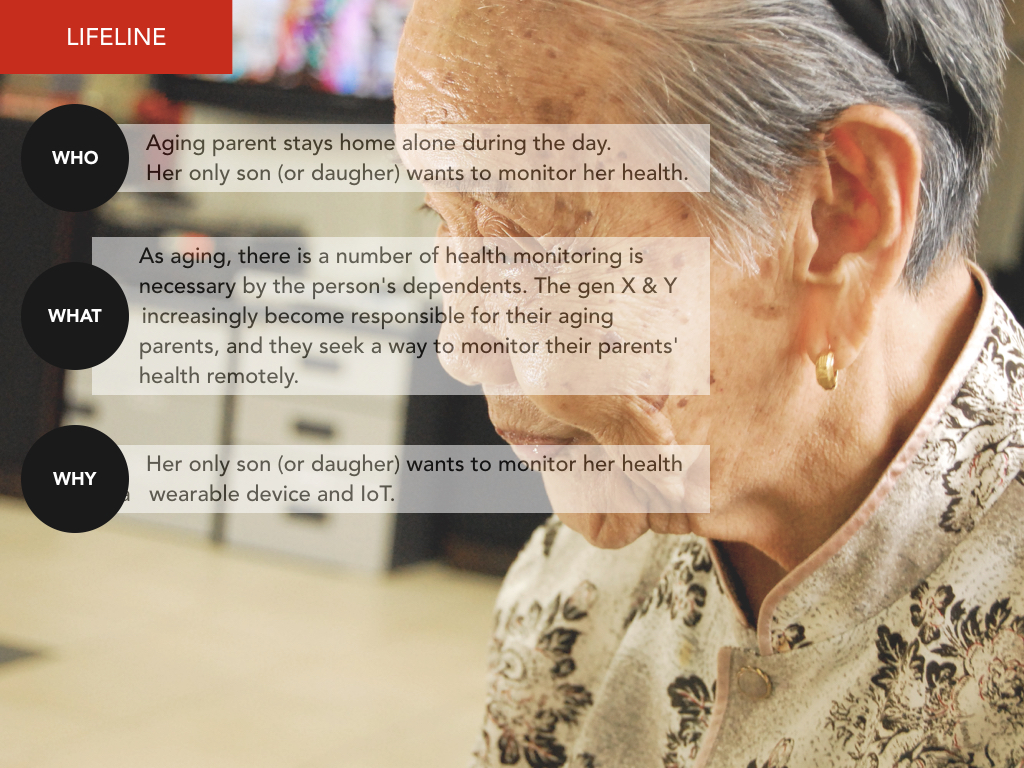 LIFELINE
WHO
Aging parent stays home alone during the day.
Her only son (or daugher) wants to monitor her health.
WHAT
As aging, there is a number of health monitoring is
necessary by the person's dependents. The gen X & Y
increasingly become responsible for their aging
parents, and they seek a way to monitor their parents'
health remotely.
WHY
Her only son (or daugher) wants to monitor her health
wearable device and IoT.